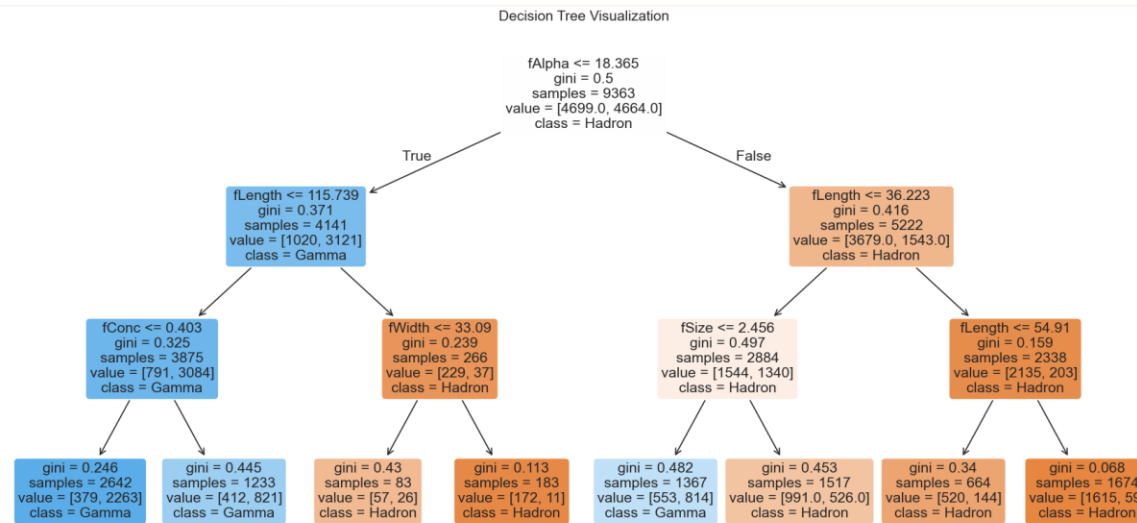 Decision Tree Visualization
fAlpha <= 18.365
gini = 0.5
samples = 9363
value = [4699.0, 4664.0]
class = Hadron
True
False
fLength <= 115.739
gini = 0.371
samples = 4141
value = [1020, 3121]
class = Gamma
fLength <= 36.223
gini = 0.416
samples = 5222
value = [3679.0, 1543.0]
class = Hadron
fConc <= 0.403
gini = 0.325
samples = 3875
value = [791, 3084]
class = Gamma
fWidth <= 33.09
gini = 0.239
samples = 266
value = [229, 37]
class = Hadron
fSize <= 2.456
gini = 0.497
samples = 2884
value = [1544, 1340]
class = Hadron
fLength <= 54.91
gini = 0.159
samples = 2338
value = [2135, 203]
class = Hadron
gini = 0.246
samples = 2642
value = [379, 2263]
class = Gamma
gini = 0.445
samples = 1233
value = [412, 821]
class = Gamma
gini = 0.43
samples = 83
value = [57, 26]
class = Hadron
gini = 0.113
samples = 183
value = [172, 11]
class = Hadron
gini = 0.482
samples = 1367
value = [553, 814]
class = Gamma
gini = 0.453
samples = 1517
value = [991.0, 526.0]
class = Hadron
gini = 0.34
samples = 664
value = [520, 144]
class = Hadron
gini = 0.068
samples = 1674
value = [1615, 59
class = Hadron